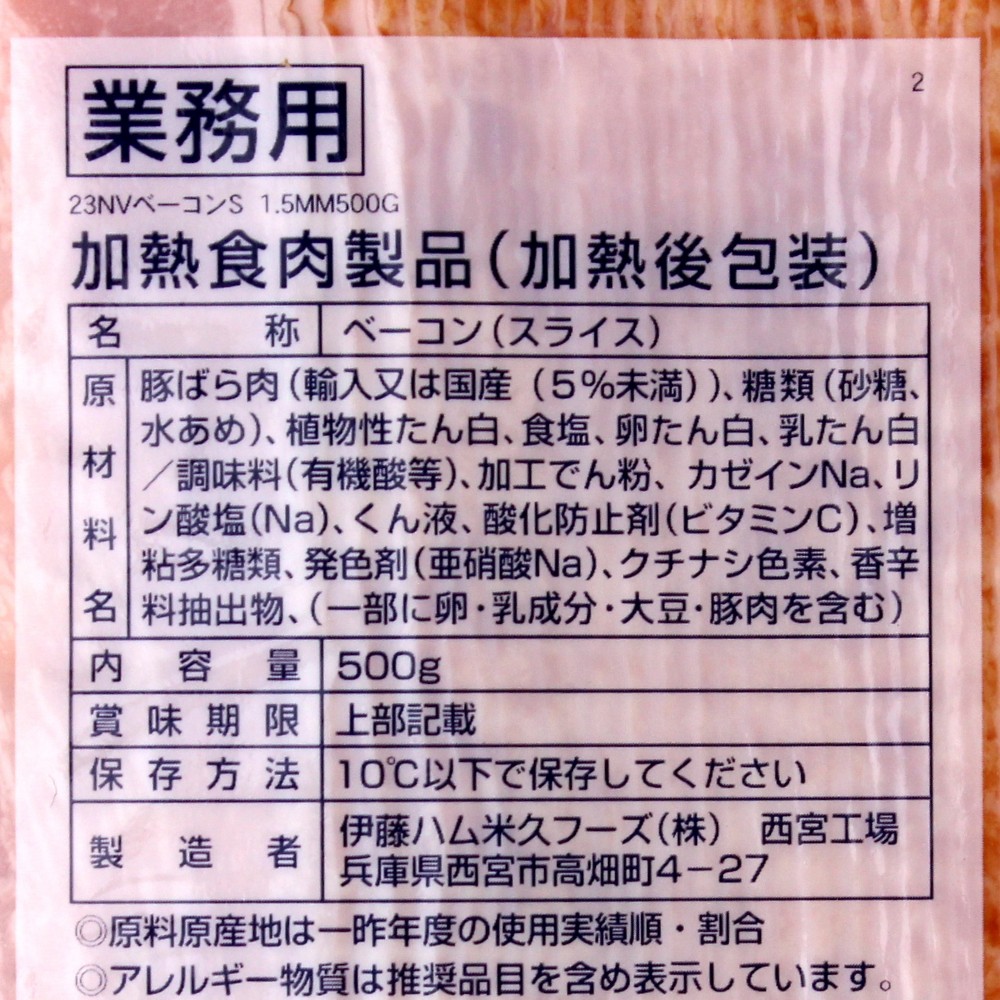 業務用
2
23NVベーコンS 1.5MM500G
加熱食肉製品(加熱後包装)
名称 ベーコン(スライス)
原材料名 豚ばら肉(輸入又は国産(5%未満))、糖類(砂糖、
水あめ)、植物性たん白、食塩、卵たん白、乳たん白
/調味料(有機酸等)、加工でん粉、カゼインNa、リ
ン酸塩(Na)、くん液、酸化防止剤(ビタミンC)、増
粘多糖類、発色剤(亜硝酸Na)、クチナシ色素、香辛
料抽出物、(一部に卵・乳成分・大豆・豚肉を含む)
内容量 500g
賞味期限 上部記載
保存方法 10℃以下で保存してください
製造者 伊藤ハム米久フーズ(株) 西宮工場
兵庫県西宮市高畑町4-27
◎原料原産地は一昨年度の使用実績順・割合
◎アレルギー物質は推奨品目を含め表示しています。